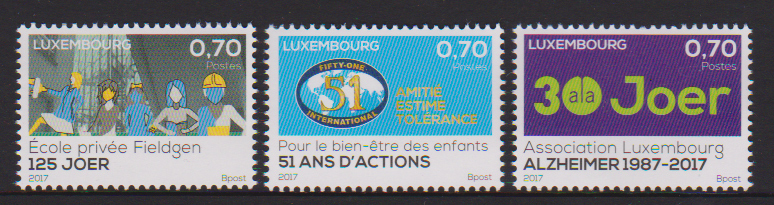 LUXEMBOURG 0,70
Postes
École privée Fieldgen
125 JOER
2017 Bpost
LUXEMBOURG 0,70
Postes
FIFTY-ONE
51
INTERNATIONAL
AMITIÉ
ESTIME
TOLÉRANCE
Pour le bien-être des enfants
51 ANS D'ACTIONS
2017 Bpost
LUXEMBOURG 0,70
Postes
30 Joer
ala
Association Luxembourg
ALZHEIMER 1987-2017
2017 Bpost